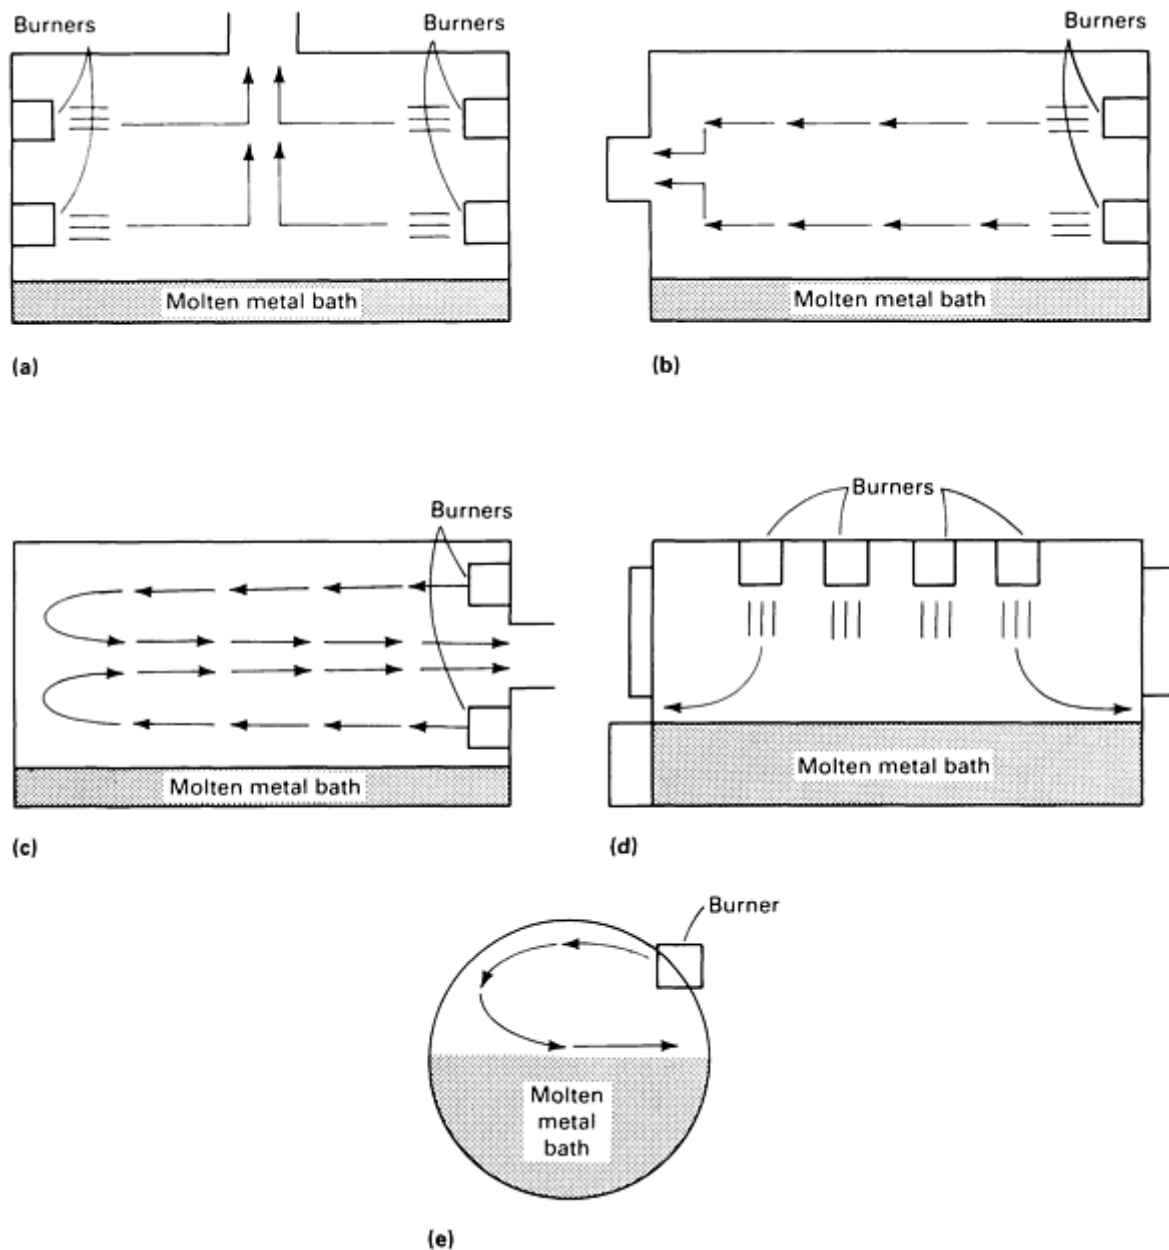 Burners
Burners
Molten metal bath
(a)
Burners
Molten metal bath
(b)
Burners
Molten metal bath
(c)
Burners
Molten metal bath
(d)
Burner
Molten
metal
bath
(e)